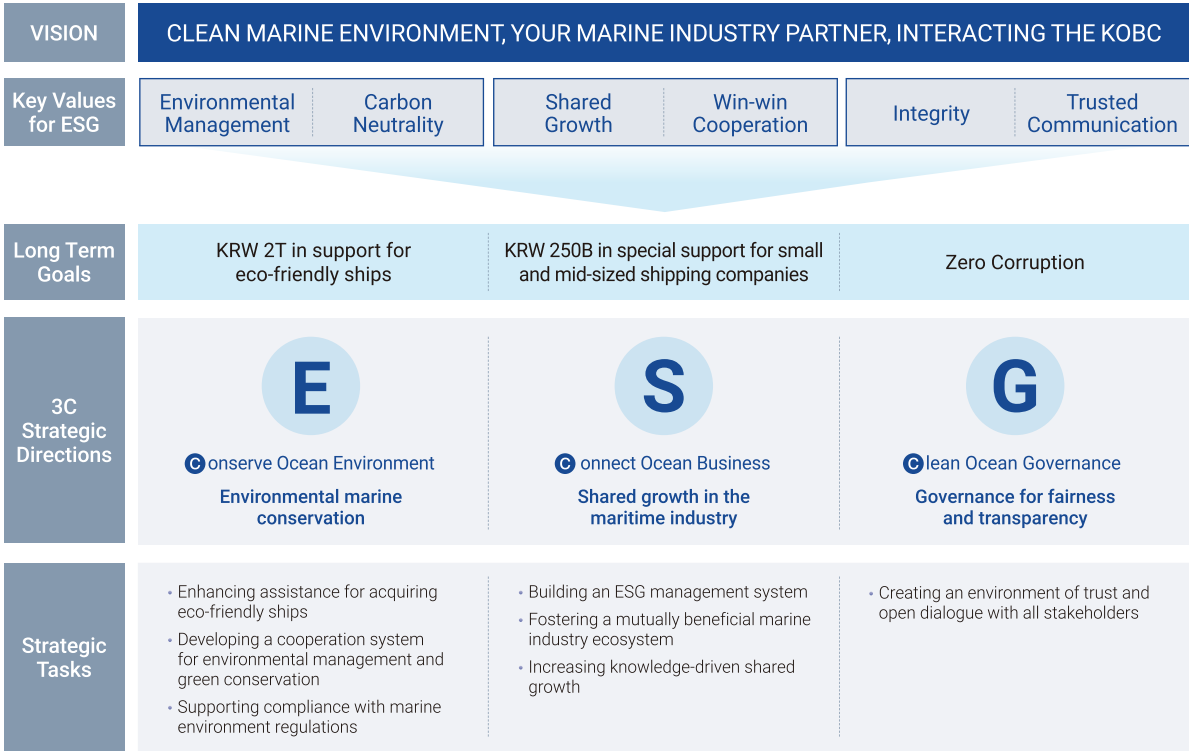 VISION
CLEAN MARINE ENVIRONMENT, YOUR MARINE INDUSTRY PARTNER, INTERACTING THE KOBC
Key Values
for ESG
Environmental
Management
Carbon
Neutrality
Shared
Growth
Win-win
Cooperation
Integrity
Trusted
Communication
Long Term
Goals
KRW 2T in support for
eco-friendly ships
KRW 250B in special support for small
and mid-sized shipping companies
Zero Corruption
3C
Strategic
Directions
E
Conserve Ocean Environment
Environmental marine
conservation
S
Connect Ocean Business
Shared growth in the
maritime industry
G
Clean Ocean Governance
Governance for fairness
and transparency
Strategic
Tasks
• Enhancing assistance for acquiring
eco-friendly ships
• Developing a cooperation system
for environmental management and
green conservation
• Supporting compliance with marine
environment regulations
• Building an ESG management system
• Fostering a mutually beneficial marine
industry ecosystem
• Increasing knowledge-driven shared
growth
• Creating an environment of trust and
open dialogue with all stakeholders